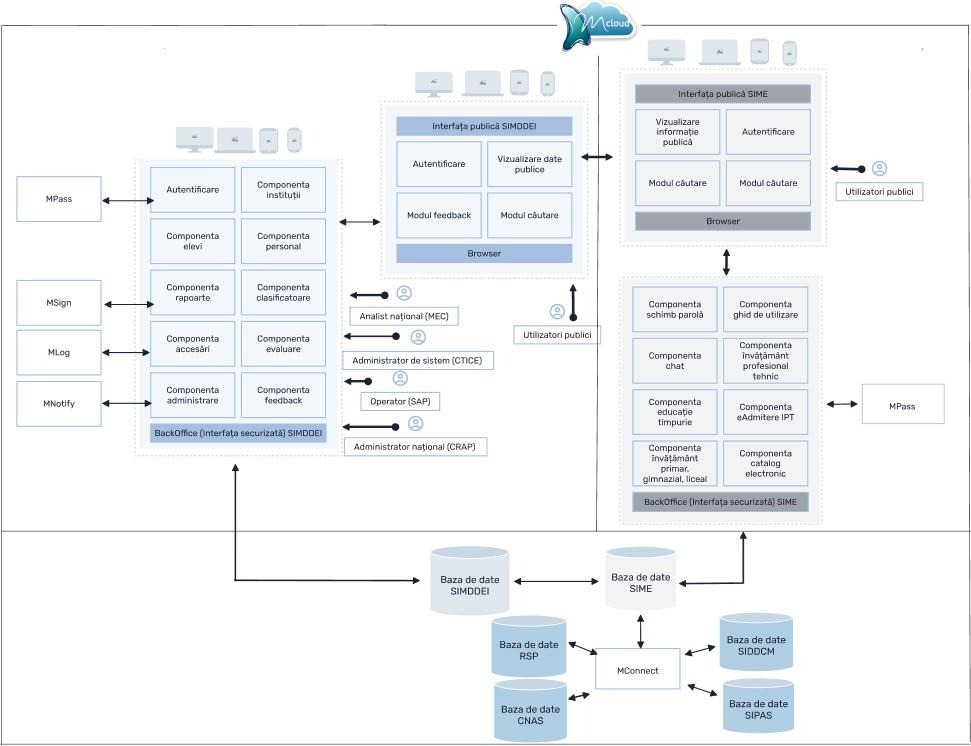 Mcloud
Interfața publică SIME
Vizualizare
informație
publică
Autentificare
Modul căutare
Modul căutare
Browser
Utilizatori publici
Interfața publică SIMDDEI
Autentificare
Vizualizare date
publice
Modul feedback
Modul căutare
Browser
Utilizatori publici
MPass
MSign
MLog
MNotify
Autentificare
Componenta
instituții
Componenta
elevi
Componenta
personal
Componenta
rapoarte
Componenta
clasificatoare
Componenta
accesări
Componenta
evaluare
Componenta
administrare
Componenta
feedback
BackOffice (Interfața securizată) SIMDDEI
Analist național (MEC)
Administrator de sistem (CTICE)
Operator (SAP)
Administrator național (CRAP)
Componenta
schimb parolă
Componenta
ghid de utilizare
Componenta
chat
Componenta
învățământ
profesional
tehnic
Componenta
educație
timpurie
Componenta
eAdmitere IPT
Componenta
învățământ
primar,
gimnazial, liceal
Componenta
catalog
electronic
BackOffice (Interfața securizată) SIME
MPass
Baza de date
SIMDDEI
Baza de date
SIME
Baza de date
RSP
Baza de date
CNAS
MConnect
Baza de date
SIDDCM
Baza de date
SIPAS